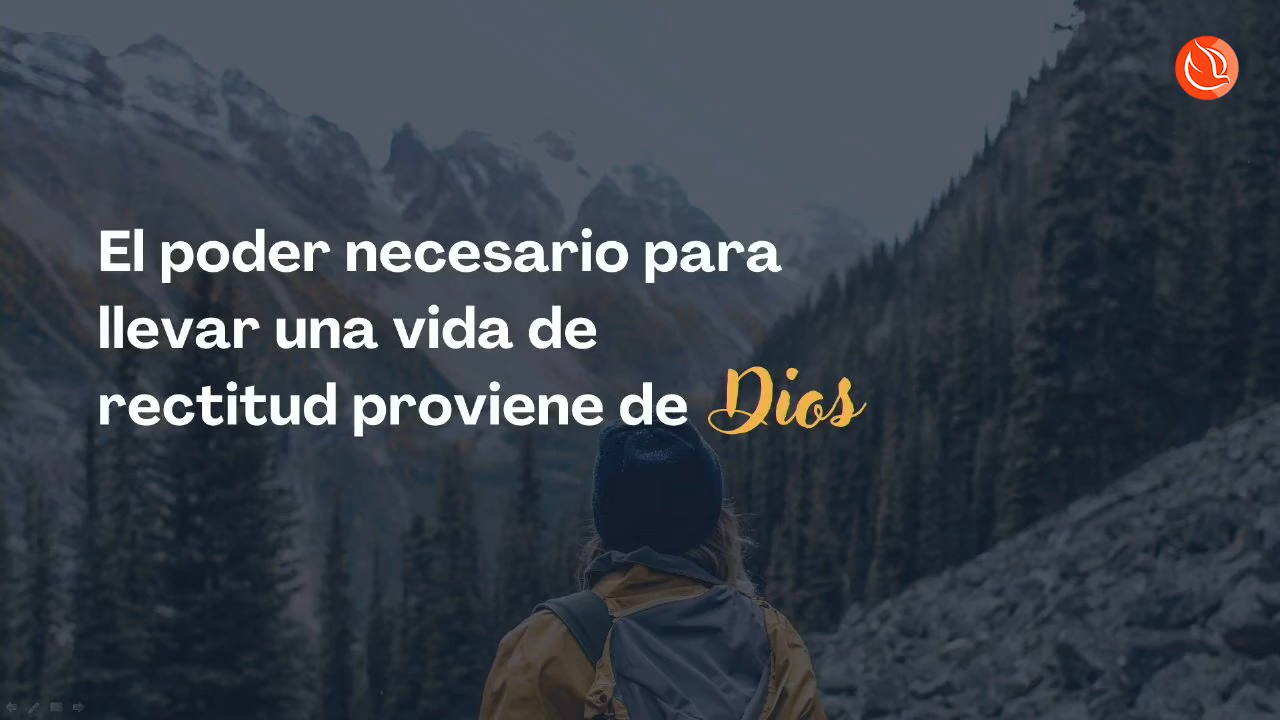 El poder necesario para
llevar una vida de
rectitud proviene de Dios